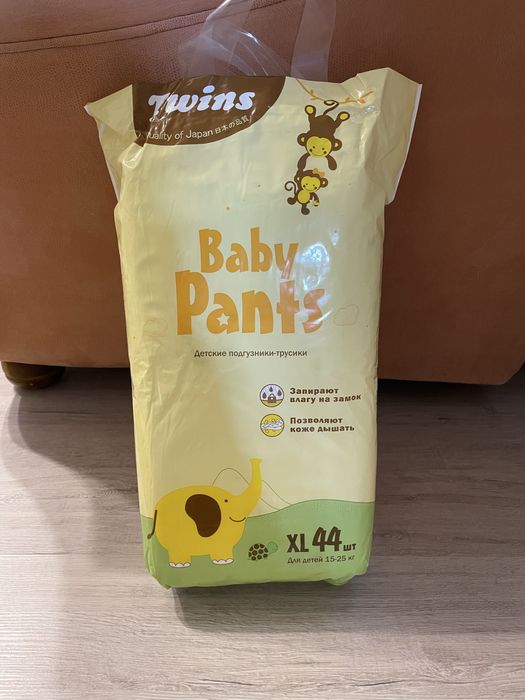 Twins
Quality of Japan 日本の品質
Baby
Pants
Детские подгузники-трусики
Запирают
влагу на замок
Позволяют
коже дышать
XL 44 шт
Для детей 15-25 кг